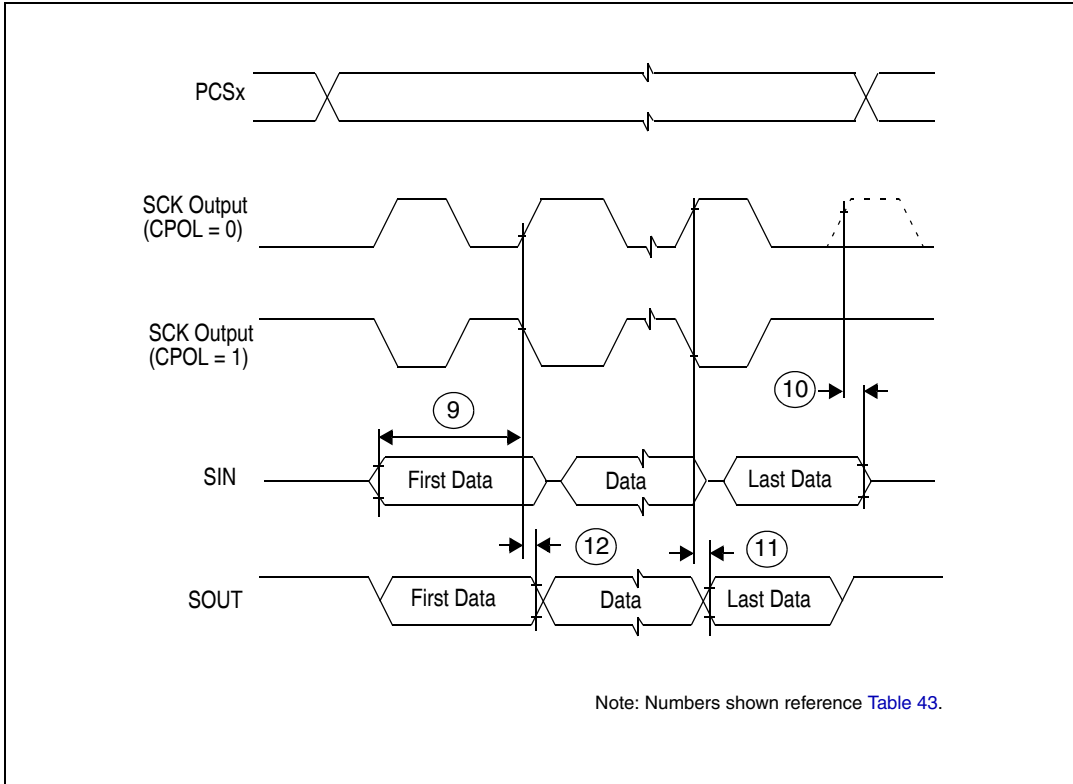 PCSx
SCK Output
(CPOL = 0)
SCK Output
(CPOL = 1)
10
9
SIN
First Data
Data
Last Data
12
11
SOUT
First Data
Data
Last Data
Note: Numbers shown reference Table 43.